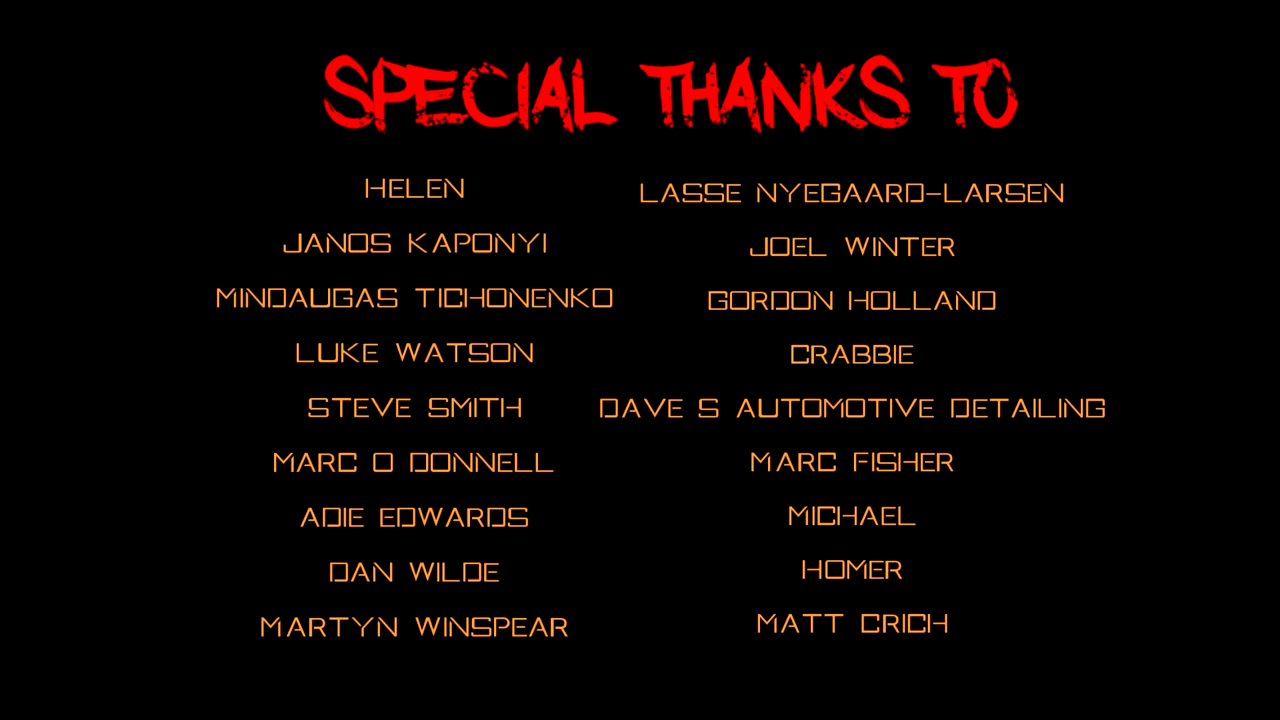 SPECIAL THANKS TO
HELEN
JANOS KAPONYI
MINDAUGAS TICHONENKO
LUKE WATSON
STEVE SMITH
MARC O DONNELL
ADIE EDWARDS
DAN WILDE
MARTYN WINSPEAR
LASSE NYEGAARD-LARSEN
JOEL WINTER
GORDON HOLLAND
CRABBIE
DAVE S AUTOMOTIVE DETAILING
MARC FISHER
MICHAEL
HOMER
MATT CRICH